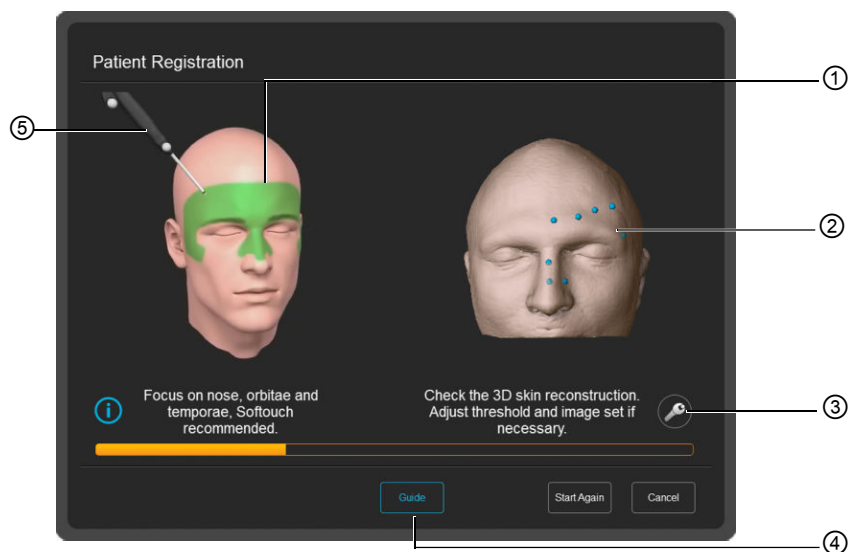 Patient Registration
①
⑤
②
Focus on nose, orbitae and
temporae, Softouch
recommended.
Check the 3D skin reconstruction.
Adjust threshold and image set if
necessary.
③
Guide
Start Again
Cancel
④